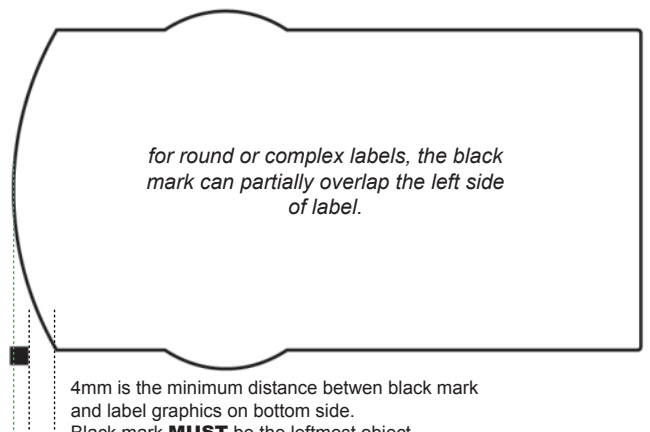 for round or complex labels, the black
mark can partially overlap the left side
of label.
4mm is the minimum distance betwen black mark
and label graphics on bottom side.
Black mark MUST be the leftmost object